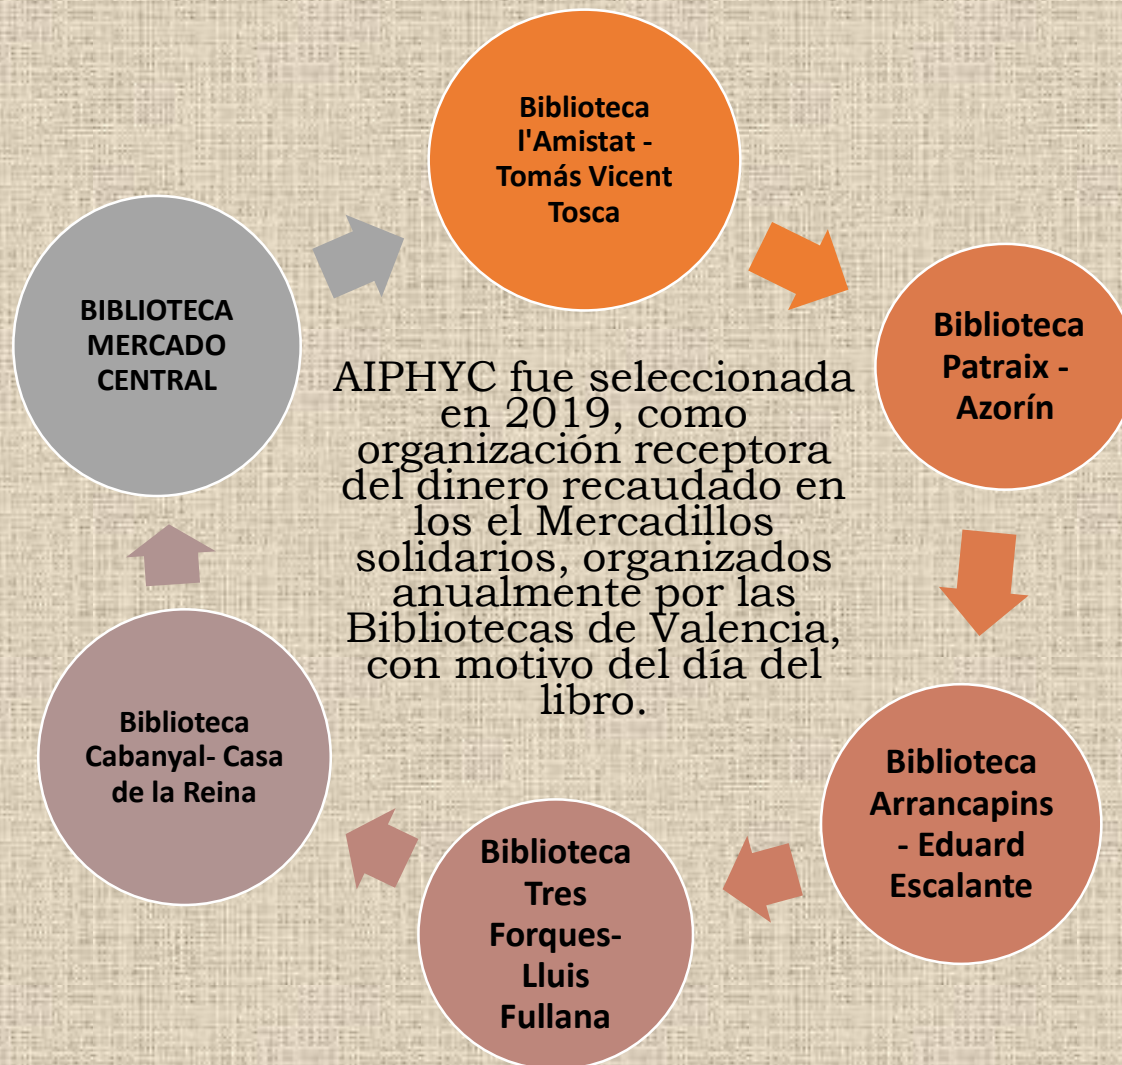 Biblioteca
l'Amistat -
Tomás Vicent
Tosca
Biblioteca
Patraix -
Azorín
Biblioteca
Arrancapins
- Eduard
Escalante
Biblioteca
Tres
Forques-
Lluis
Fullana
Biblioteca
Cabanyal- Casa
de la Reina
BIBLIOTECA
MERCADO
CENTRAL
AIPHYC fue seleccionada
en 2019, como
organización receptora
del dinero recaudado en
los el Mercadillos
solidarios, organizados
anualmente por las
Bibliotecas de Valencia,
con motivo del día del
libro.